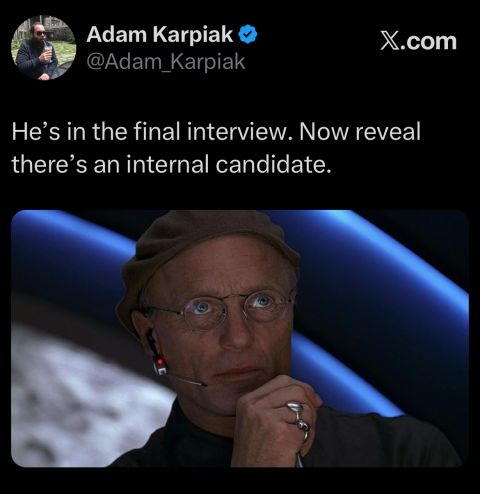 Adam Karpiak
@Adam_Karpiak
X.com
He’s in the final interview. Now reveal
there’s an internal candidate.